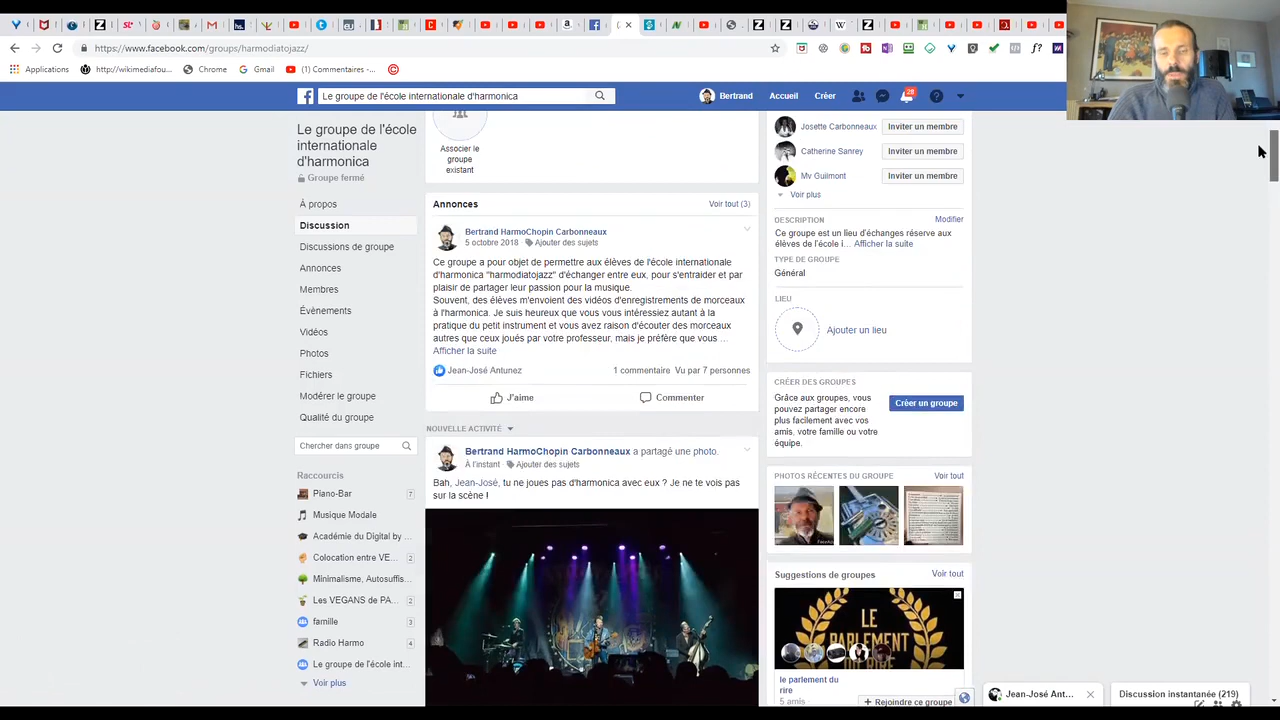 https://www.facebook.com/groups/harmodiatojazz/
Applications
http://wikimediafou...
Chrome
Gmail
(1) Commentaires -...
Le groupe de l'école internationale d'harmonica
Bertrand
Accueil
Créer
28
Le groupe de l'école
internationale
d'harmonica
Groupe fermé
À propos
Discussion
Discussions de groupe
Annonces
Membres
Évènements
Vidéos
Photos
Fichiers
Modérer le groupe
Qualité du groupe
Chercher dans groupe
Raccourcis
Piano-Bar 7
Musique Modale
Académie du Digital by ...
Colocation entre VE... 2
Minimalisme, Autosuffis...
Les VEGANS de PA... 2
famille 3
Radio Harmo 4
Le groupe de l'école int...
Voir plus
Associer le
groupe
existant
Annonces Voir tout (3)
Bertrand HarmoChopin Carbonneaux
5 octobre 2018 · Ajouter des sujets
Ce groupe a pour objet de permettre aux élèves de l'école internationale
d'harmonica "harmodiatojazz" d'échanger entre eux, pour s'entraider et par
plaisir de partager leur passion pour la musique.
Souvent, des élèves m'envoient des vidéos d'enregistrements de morceaux
à l'harmonica. Je suis heureux que vous vous intéressiez autant à la
pratique du petit instrument et vous avez raison d'écouter des morceaux
autres que ceux joués par votre professeur, mais je préfère que vous ...
Afficher la suite
Jean-José Antunez 1 commentaire Vu par 7 personnes
J'aime Commenter
NOUVELLE ACTIVITÉ
Bertrand HarmoChopin Carbonneaux a partagé une photo.
À l'instant · Ajouter des sujets
Bah, Jean-José, tu ne joues pas d'harmonica avec eux ? Je ne te vois pas
sur la scène !
Josette Carbonneaux Inviter un membre
Catherine Sanrey Inviter un membre
Mv Guilmont Inviter un membre
Voir plus
DESCRIPTION Modifier
Ce groupe est un lieu d'échanges réserve aux
élèves de l'école i... Afficher la suite
TYPE DE GROUPE
Général
LIEU
Ajouter un lieu
CRÉER DES GROUPES
Grâce aux groupes, vous
pouvez partager encore
plus facilement avec vos
amis, votre famille ou votre
équipe.
Créer un groupe
PHOTOS RÉCENTES DU GROUPE Voir tout
Suggestions de groupes Voir tout
LE
PARLEMENT
DU RIRE
le parlement du
rire
5 amis
Rejoindre ce groupe
Jean-José Ant...
Discussion instantanée (219)